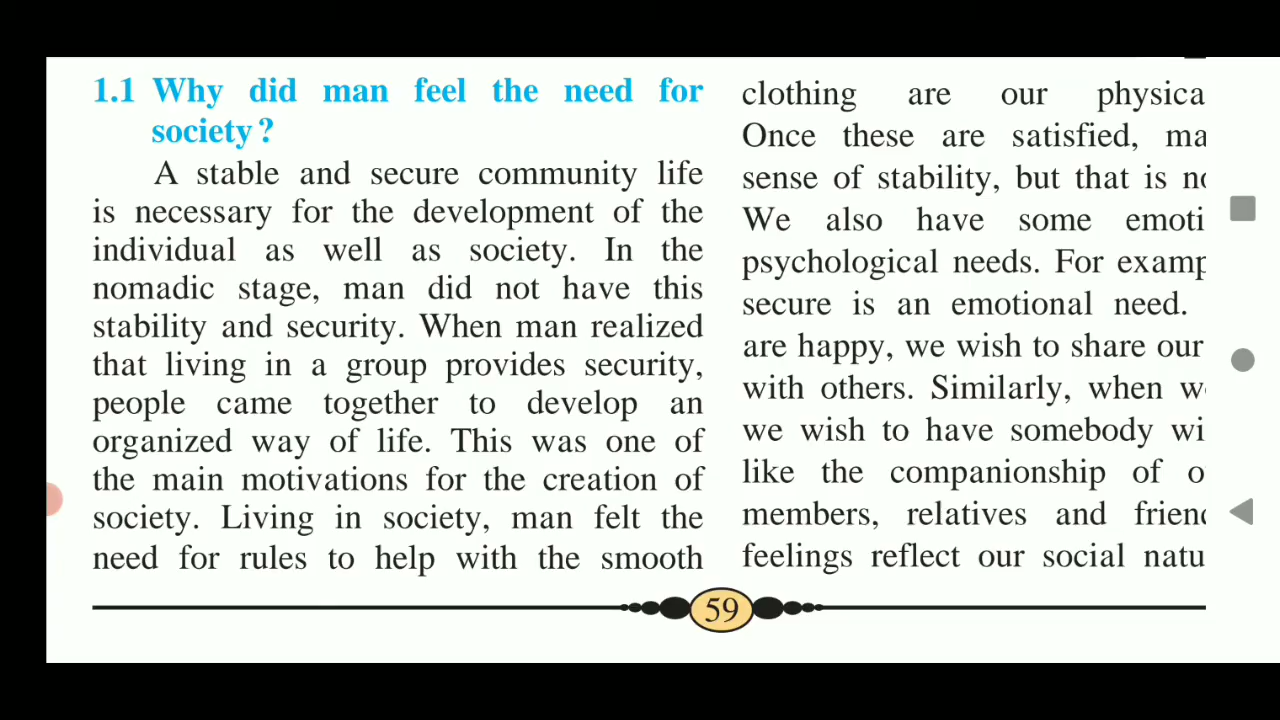 1.1 Why did man feel the need for
society?
A stable and secure community life
is necessary for the development of the
individual as well as society. In the
nomadic stage, man did not have this
stability and security. When man realized
that living in a group provides security,
people came together to develop an
organized way of life. This was one of
the main motivations for the creation of
society. Living in society, man felt the
need for rules to help with the smooth
clothing are our
Once these are satisfied,
sense of stability, but that is
We also have some
psychological needs. For
secure is an emotional need.
are happy, we wish to share our
with others. Similarly, when
we wish to have somebody
like the companionship of
members, relatives and
feelings reflect our social
59